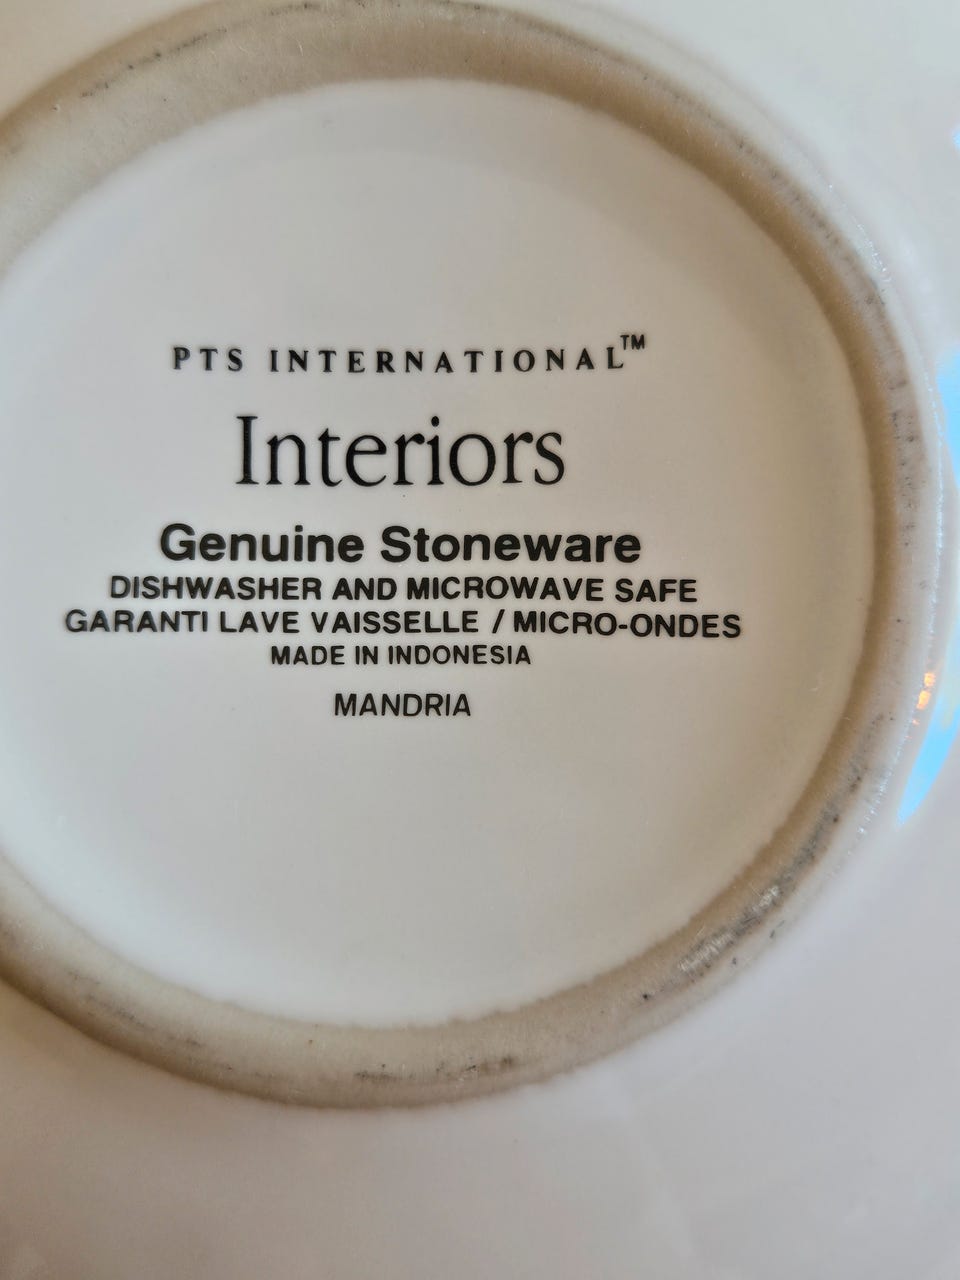 PTS INTERNATIONAL™
Interiors
Genuine Stoneware
DISHWASHER AND MICROWAVE SAFE
GARANTI LAVE VAISSELLE / MICRO-ONDES
MADE IN INDONESIA
MANDRIA